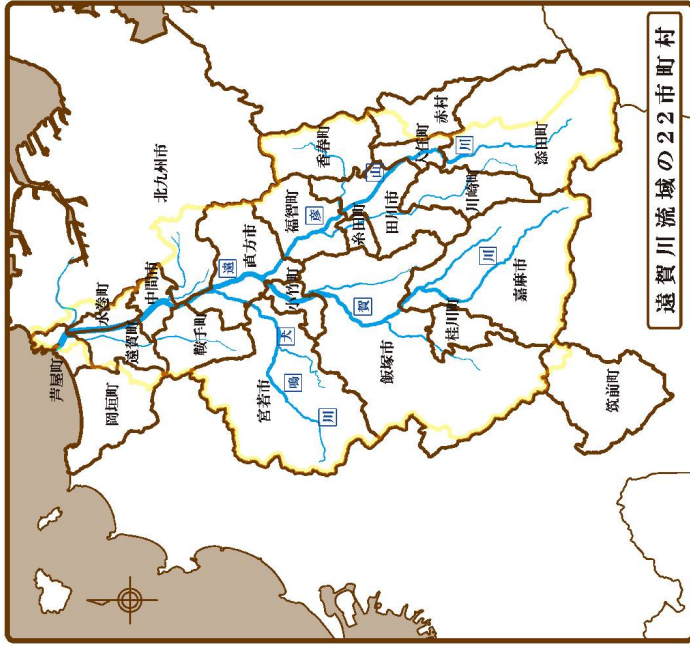 遠賀川流域の22市町村
芦屋町
水巻町
北九州市
岡垣町
遠賀町
中間市
鞍手町
直方市
宮若市
小竹町
福智町
香春町
糸田町
田川市
赤村
大任町
川崎町
添田町
飯塚市
桂川町
嘉麻市
筑前町
遠
賀
川
彦
山
川
犬
鳴
川